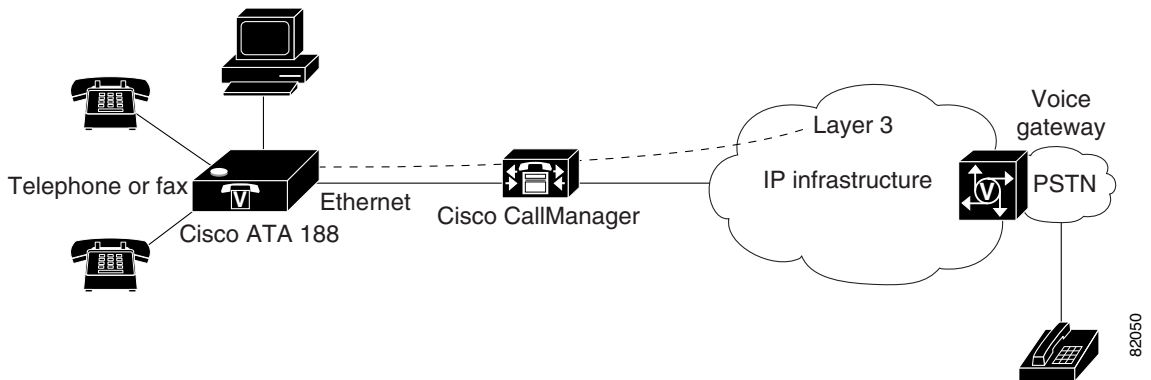 Telephone or fax
V
Cisco ATA 188
Ethernet
Cisco CallManager
Layer 3
IP infrastructure
Voice
gateway
V
PSTN
82050